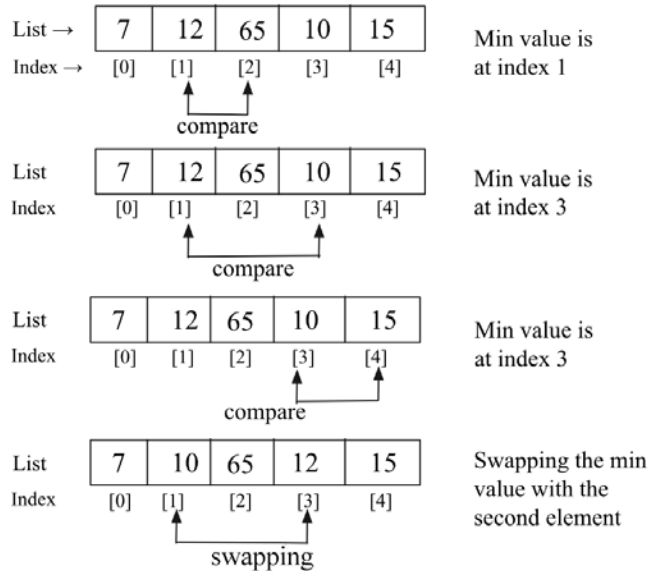 List → 7 12 65 10 15
Min value is
at index 1
Index → [0] [1] [2] [3] [4]
compare
List 7 12 65 10 15
Min value is
at index 3
Index [0] [1] [2] [3] [4]
compare
List 7 12 65 10 15
Min value is
at index 3
Index [0] [1] [2] [3] [4]
compare
List 7 10 65 12 15
Swapping the min
value with the
second element
Index [0] [1] [2] [3] [4]
swapping